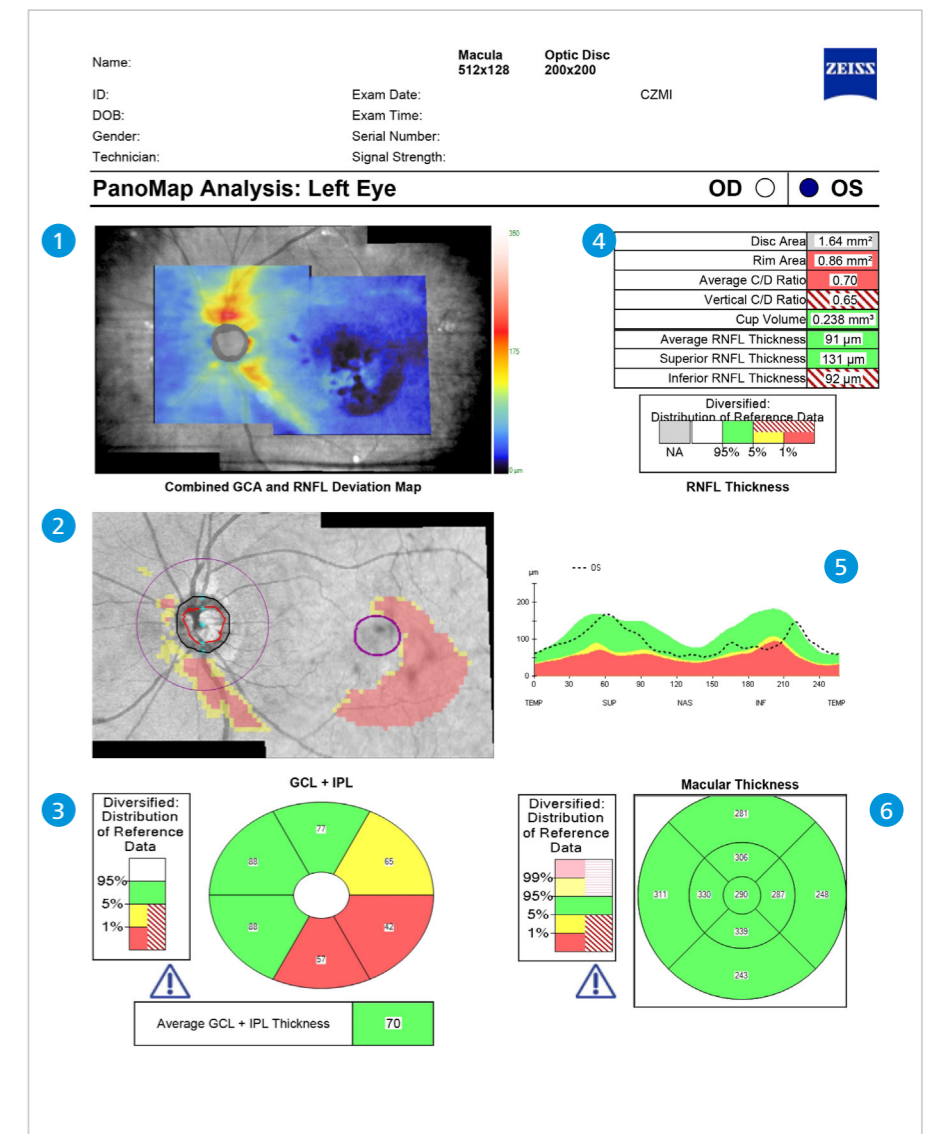 Name:
Macula Optic Disc
512x128 200x200
ZEISS
ID:
Exam Date:
CZMI
DOB:
Exam Time:
Gender:
Serial Number:
Technician:
Signal Strength:
PanoMap Analysis: Left Eye
OD OS
1
350
175
0 µm
Combined GCA and RNFL Deviation Map
4
Disc Area 1.64 mm²
Rim Area 0.86 mm²
Average C/D Ratio 0.70
Vertical C/D Ratio 0.65
Cup Volume 0.238 mm³
Average RNFL Thickness 91 µm
Superior RNFL Thickness 131 µm
Inferior RNFL Thickness 92 µm
Diversified:
Distribution of Reference Data
NA 95% 5% 1%
RNFL Thickness
2
5
µm
OS
200
100
0
0 30 60 90 120 150 180 210 240
TEMP SUP NAS INF TEMP
GCL + IPL
3
Diversified:
Distribution
of Reference
Data
95%
5%
1%
77
88
65
88
42
57
Average GCL + IPL Thickness 70
Macular Thickness
6
Diversified:
Distribution
of Reference
Data
99%
95%
5%
1%
281
306
311 330 290 287 248
339
243